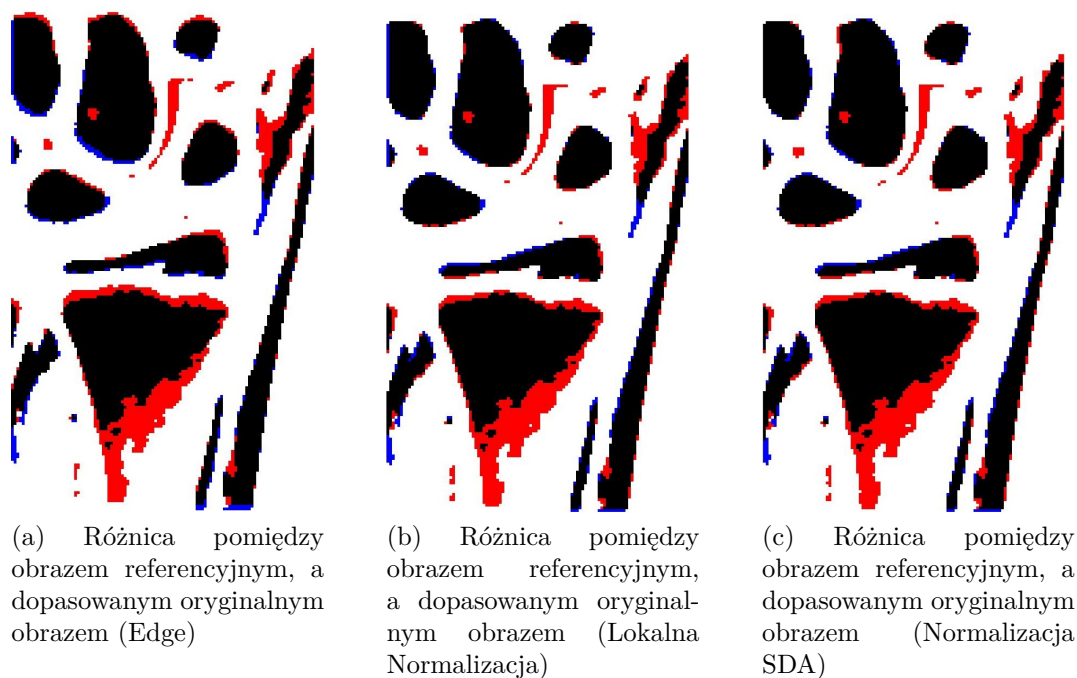 (a) Różnica pomiędzy
obrazem referencyjnym, a
dopasowanym oryginalnym
obrazem (Edge)
(b) Różnica pomiędzy
obrazem referencyjnym,
a dopasowanym oryginal-
nym obrazem (Lokalna
Normalizacja)
(c) Różnica pomiędzy
obrazem referencyjnym, a
dopasowanym oryginalnym
obrazem (Normalizacja
SDA)